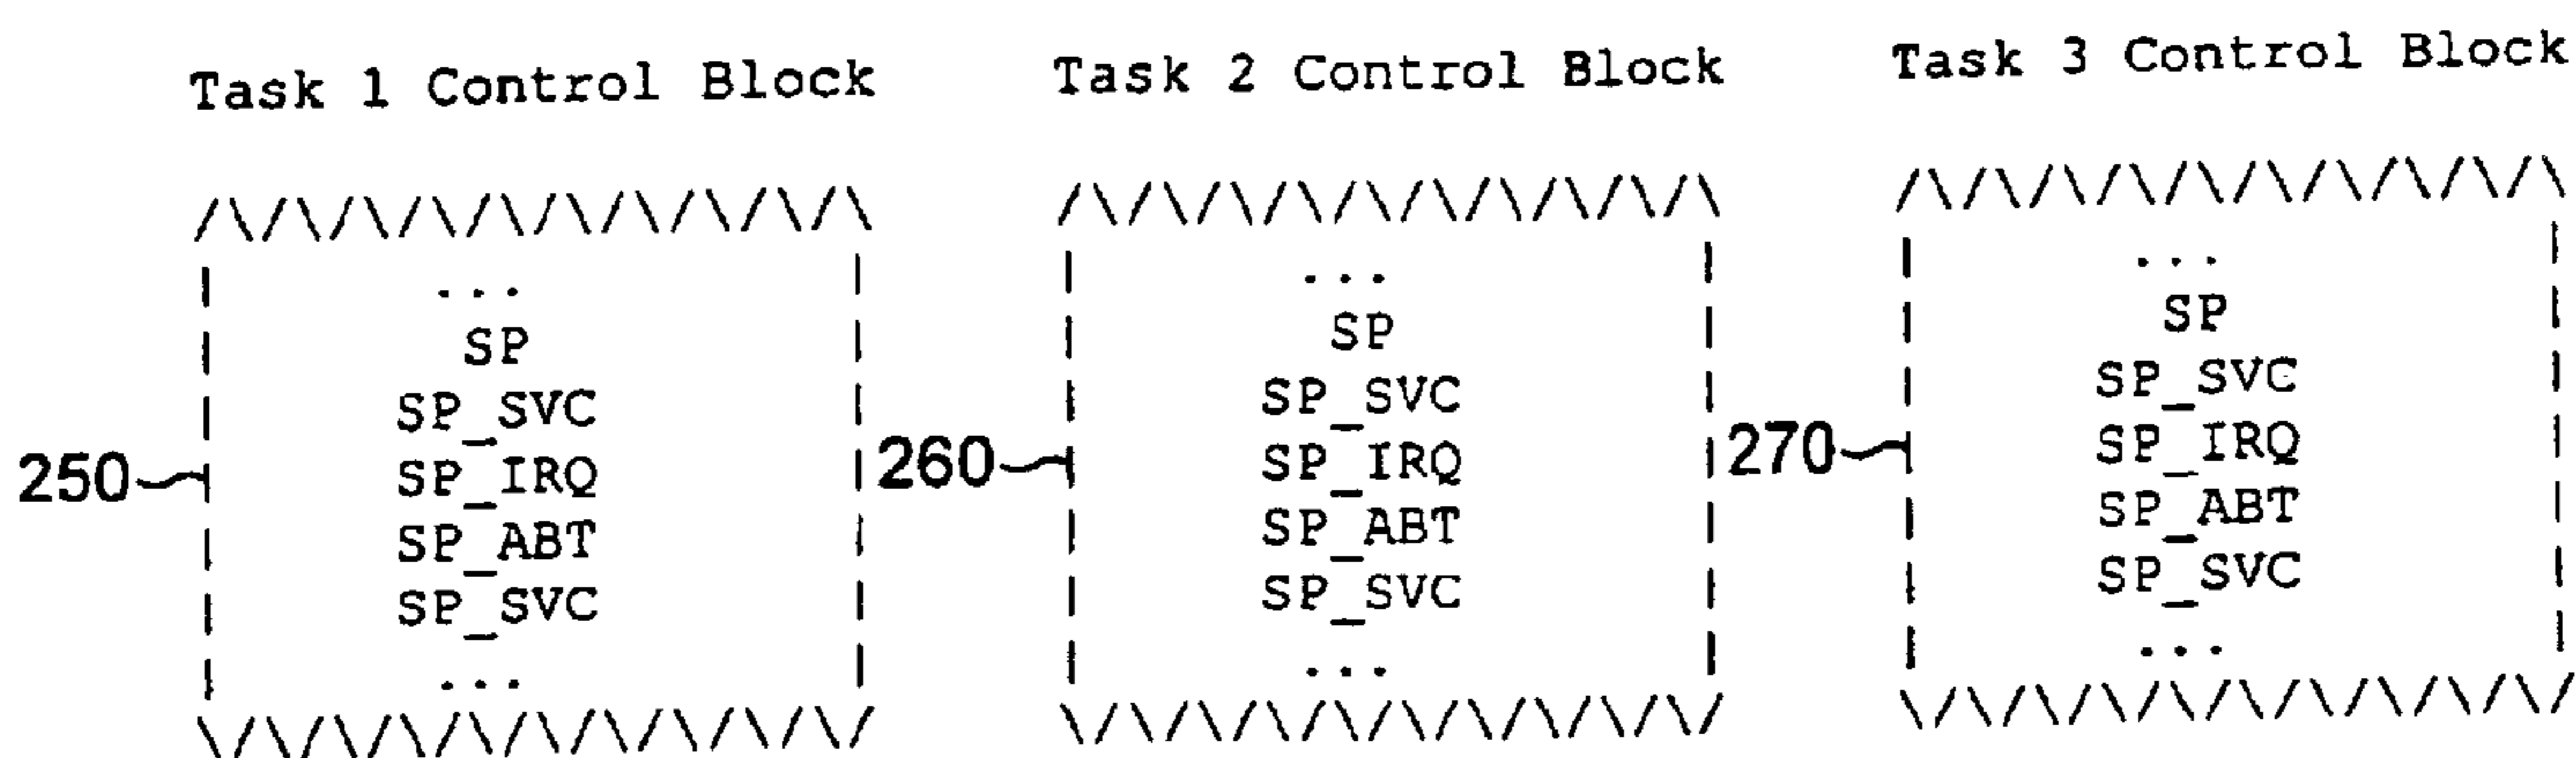 Task 1 Control Block
/\/\/\/\/\/\/\/\/\/\
...
SP
SP_SVC
SP_IRQ
SP_ABT
SP_SVC
...
\/\/\/\/\/\/\/\/\/\/
250
Task 2 Control Block
/\/\/\/\/\/\/\/\/\/\
...
SP
SP_SVC
SP_IRQ
SP_ABT
SP_SVC
...
\/\/\/\/\/\/\/\/\/\/
260
Task 3 Control Block
/\/\/\/\/\/\/\/\/\/\
...
SP
SP_SVC
SP_IRQ
SP_ABT
SP_SVC
...
\/\/\/\/\/\/\/\/\/\/
270